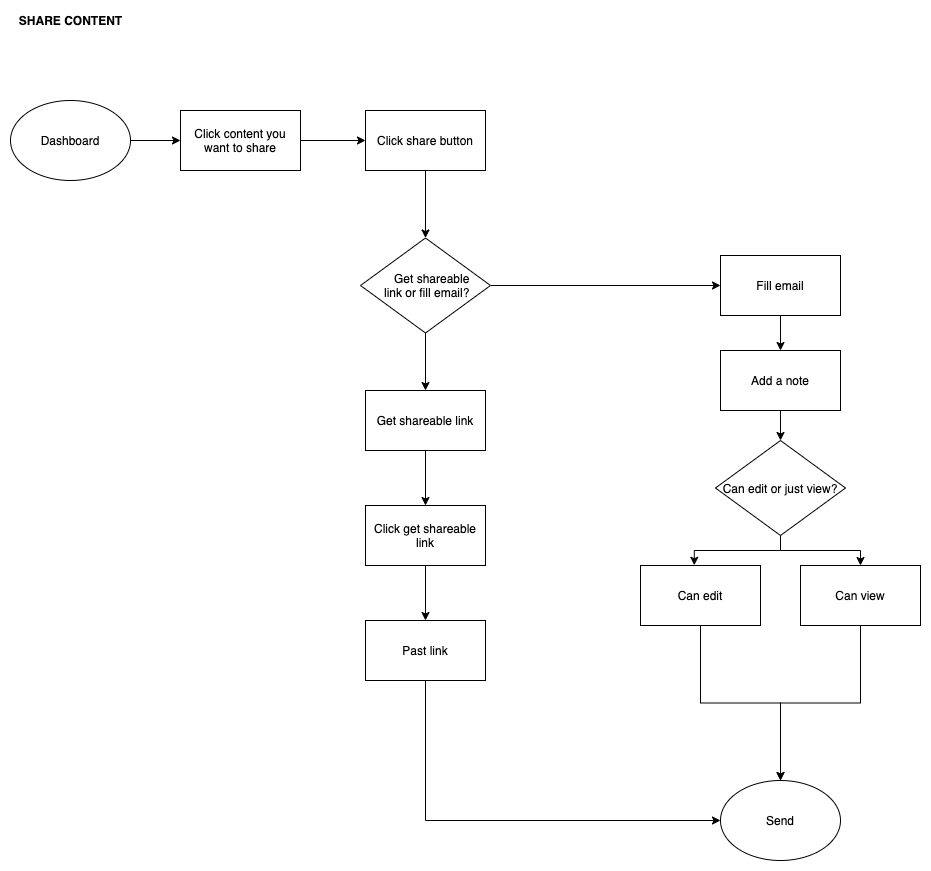 SHARE CONTENT
Dashboard
Click content you
want to share
Click share button
Get shareable
link or fill email?
Fill email
Add a note
Get shareable link
Can edit or just view?
Click get shareable
link
Can edit
Can view
Past link
Send